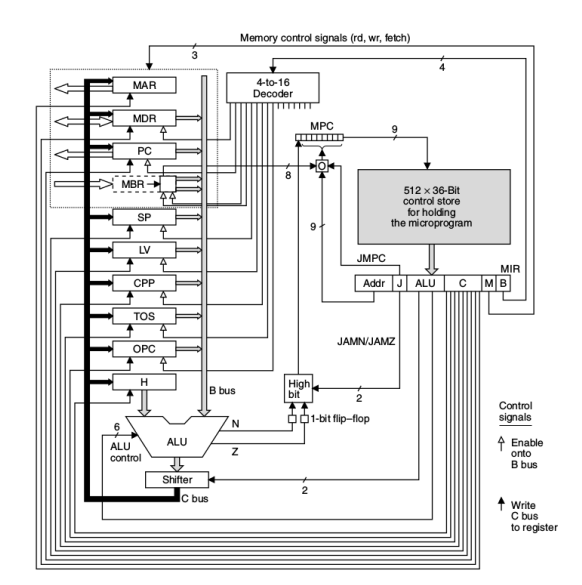 Memory control signals (rd, wr, fetch)
3
4
MAR
4-to-16
Decoder
MDR
MPC
9
PC
O
8
MBR
512 × 36-Bit
control store
for holding
the microprogram
SP
9
LV
JMPC
MIR
CPP
Addr J ALU C M B
TOS
JAMN/JAMZ
OPC
H
B bus
High
bit
2
Control
signals
6
ALU
control
ALU
N
1-bit flip–flop
Z
Enable
onto
B bus
Shifter
C bus
2
Write
C bus
to register